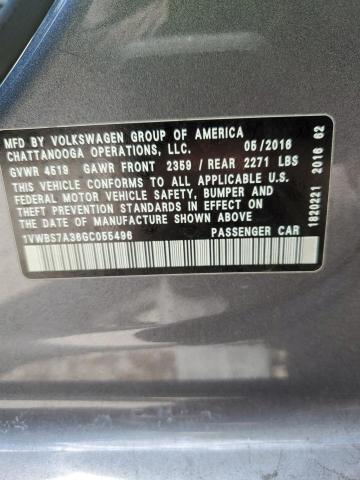 MFD BY VOLKSWAGEN GROUP OF AMERICA
CHATTANOOGA OPERATIONS, LLC. 05/2016
GVWR 4519 GAWR FRONT 2359 / REAR 2271 LBS
THIS VEHICLE CONFORMS TO ALL APPLICABLE U.S.
FEDERAL MOTOR VEHICLE SAFETY, BUMPER AND
THEFT PREVENTION STANDARDS IN EFFECT ON
THE DATE OF MANUFACTURE SHOWN ABOVE.
1VWBS7A36GC055496 PASSENGER CAR
1820221 2016 62